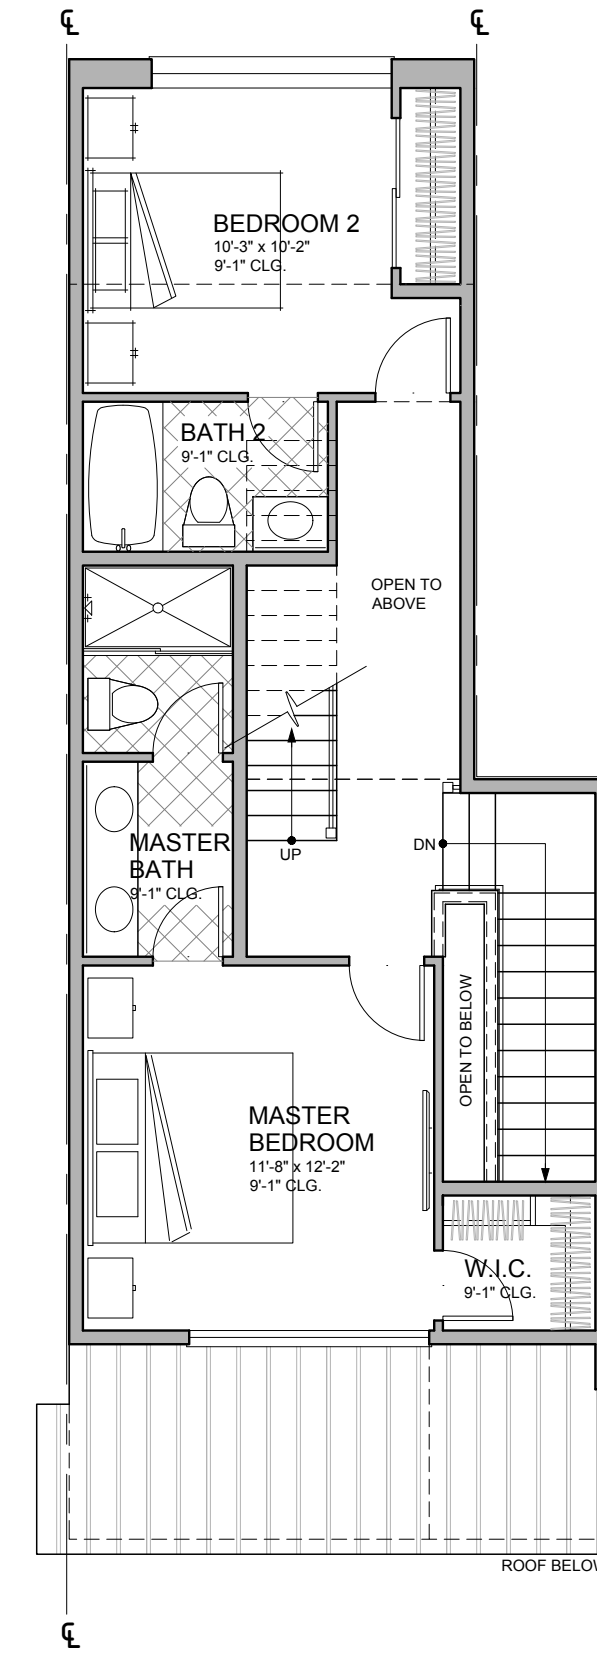 ℄ ℄
BEDROOM 2
10'-3" x 10'-2"
9'-1" CLG.
BATH 2
9'-1" CLG.
OPEN TO
ABOVE
MASTER
BATH
9'-1" CLG.
UP
DN
OPEN TO BELOW
MASTER
BEDROOM
11'-8" x 12'-2"
9'-1" CLG.
W.I.C.
9'-1" CLG.
ROOF BELOW
℄